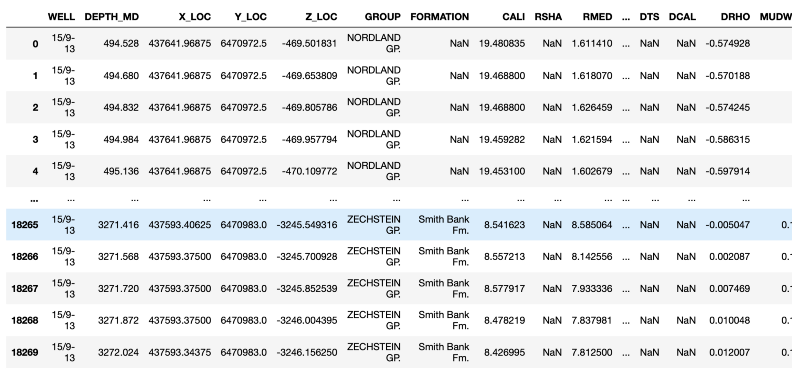 WELL DEPTH_MD X_LOC Y_LOC Z_LOC GROUP FORMATION CALI RSHA RMED ... DTS DCAL DRHO MUDW
0 15/9-13 494.528 437641.96875 6470972.5 -469.501831 NORDLAND GP. NaN 19.480835 NaN 1.611410 ... NaN NaN -0.574928
1 15/9-13 494.680 437641.96875 6470972.5 -469.653809 NORDLAND GP. NaN 19.468800 NaN 1.618070 ... NaN NaN -0.570188
2 15/9-13 494.832 437641.96875 6470972.5 -469.805786 NORDLAND GP. NaN 19.468800 NaN 1.626459 ... NaN NaN -0.574245
3 15/9-13 494.984 437641.96875 6470972.5 -469.957794 NORDLAND GP. NaN 19.459282 NaN 1.621594 ... NaN NaN -0.586315
4 15/9-13 495.136 437641.96875 6470972.5 -470.109772 NORDLAND GP. NaN 19.453100 NaN 1.602679 ... NaN NaN -0.597914
... ... ... ... ... ... ... ... ... ... ... ... ... ... ...
18265 15/9-13 3271.416 437593.40625 6470983.0 -3245.549316 ZECHSTEIN GP. Smith Bank Fm. 8.541623 NaN 8.585064 ... NaN NaN -0.005047 0.1
18266 15/9-13 3271.568 437593.37500 6470983.0 -3245.700928 ZECHSTEIN GP. Smith Bank Fm. 8.557213 NaN 8.142556 ... NaN NaN 0.002087 0.1
18267 15/9-13 3271.720 437593.37500 6470983.0 -3245.852539 ZECHSTEIN GP. Smith Bank Fm. 8.577917 NaN 7.933336 ... NaN NaN 0.007469 0.1
18268 15/9-13 3271.872 437593.37500 6470983.0 -3246.004395 ZECHSTEIN GP. Smith Bank Fm. 8.478219 NaN 7.837981 ... NaN NaN 0.010048 0.1
18269 15/9-13 3272.024 437593.34375 6470983.0 -3246.156250 ZECHSTEIN GP. Smith Bank Fm. 8.426995 NaN 7.812500 ... NaN NaN 0.012007 0.1